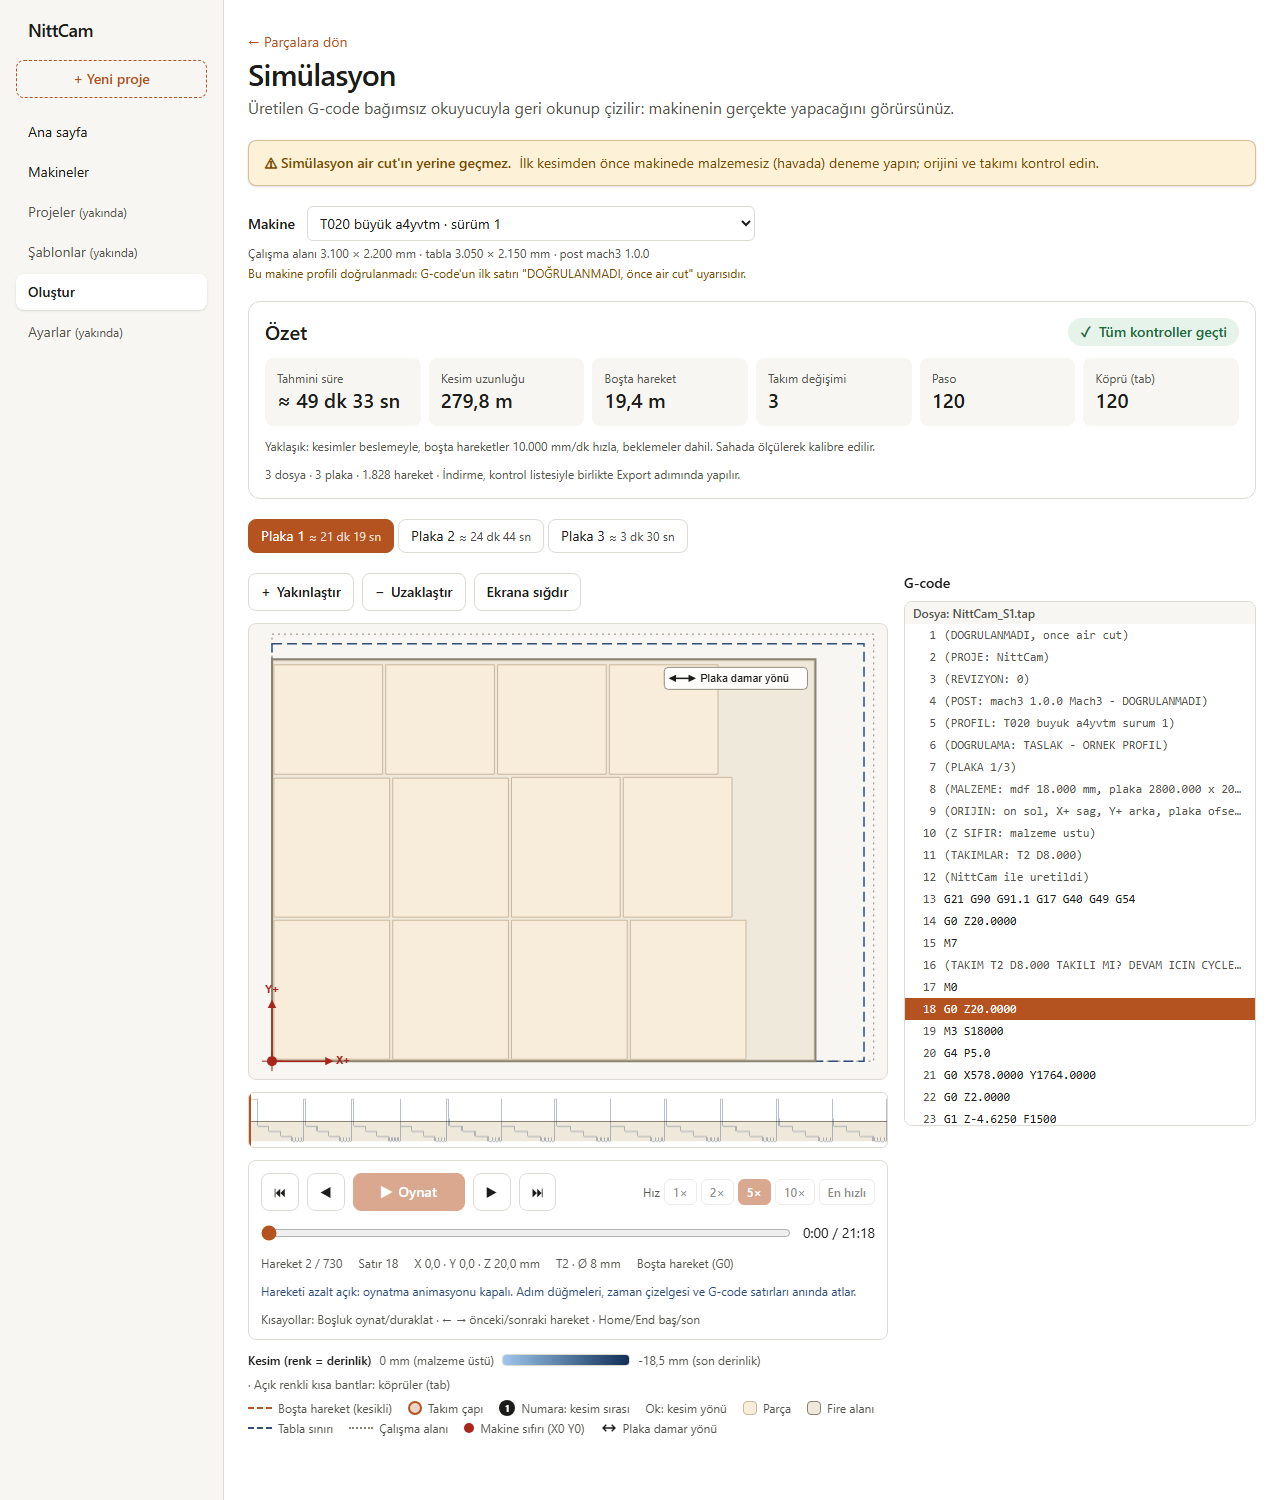 NittCam
+ Yeni proje
Ana sayfa
Makineler
Projeler (yakında)
Şablonlar (yakında)
Oluştur
Ayarlar (yakında)
← Parçalara dön
Simülasyon
Üretilen G-code bağımsız okuyucuyla geri okunup çizilir: makinenin gerçekte yapacağını görürsünüz.
⚠ Simülasyon air cut'ın yerine geçmez. İlk kesimden önce makinede malzemesiz (havada) deneme yapın; orijini ve takımı kontrol edin.
Makine T020 büyük a4yvtm · sürüm 1
Çalışma alanı 3.100 × 2.200 mm · tabla 3.050 × 2.150 mm · post mach3 1.0.0
Bu makine profili doğrulanmadı: G-code'un ilk satırı "DOĞRULANMADI, önce air cut" uyarısıdır.
Özet
✓ Tüm kontroller geçti
Tahmini süre
≈ 49 dk 33 sn
Kesim uzunluğu
279,8 m
Boşta hareket
19,4 m
Takım değişimi
3
Paso
120
Köprü (tab)
120
Yaklaşık: kesimler beslemeyle, boşta hareketler 10.000 mm/dk hızla, beklemeler dahil. Sahada ölçülerek kalibre edilir.
3 dosya · 3 plaka · 1.828 hareket · İndirme, kontrol listesiyle birlikte Export adımında yapılır.
Plaka 1 ≈ 21 dk 19 sn
Plaka 2 ≈ 24 dk 44 sn
Plaka 3 ≈ 3 dk 30 sn
+ Yakınlaştır
− Uzaklaştır
Ekrana sığdır
Plaka damar yönü
Y+
X+
G-code
Dosya: NittCam_S1.tap
1 (DOGRULANMADI, once air cut)
2 (PROJE: NittCam)
3 (REVIZYON: 0)
4 (POST: mach3 1.0.0 Mach3 - DOGRULANMADI)
5 (PROFIL: T020 buyuk a4yvtm surum 1)
6 (DOGRULAMA: TASLAK - ORNEK PROFIL)
7 (PLAKA 1/3)
8 (MALZEME: mdf 18.000 mm, plaka 2800.000 x 20…
9 (ORIJIN: on sol, X+ sag, Y+ arka, plaka ofse…
10 (Z SIFIR: malzeme ustu)
11 (TAKIMLAR: T2 D8.000)
12 (NittCam ile uretildi)
13 G21 G90 G91.1 G17 G40 G49 G54
14 G0 Z20.0000
15 M7
16 (TAKIM T2 D8.000 TAKILI MI? DEVAM ICIN CYCLE…
17 M0
18 G0 Z20.0000
19 M3 S18000
20 G4 P5.0
21 G0 X578.0000 Y1764.0000
22 G0 Z2.0000
23 G1 Z-4.6250 F1500
▶ Oynat
Hız 1× 2× 5× 10× En hızlı
0:00 / 21:18
Hareket 2 / 730 Satır 18 X 0,0 · Y 0,0 · Z 20,0 mm T2 · Ø 8 mm Boşta hareket (G0)
Hareketi azalt açık: oynatma animasyonu kapalı. Adım düğmeleri, zaman çizelgesi ve G-code satırları anında atlar.
Kısayollar: Boşluk oynat/duraklat · ← → önceki/sonraki hareket · Home/End baş/son
Kesim (renk = derinlik) 0 mm (malzeme üstü) -18,5 mm (son derinlik)
· Açık renkli kısa bantlar: köprüler (tab)
Boşta hareket (kesikli) Takım çapı 1 Numara: kesim sırası Ok: kesim yönü Parça Fire alanı
Tabla sınırı Çalışma alanı Makine sıfırı (X0 Y0) ↔ Plaka damar yönü